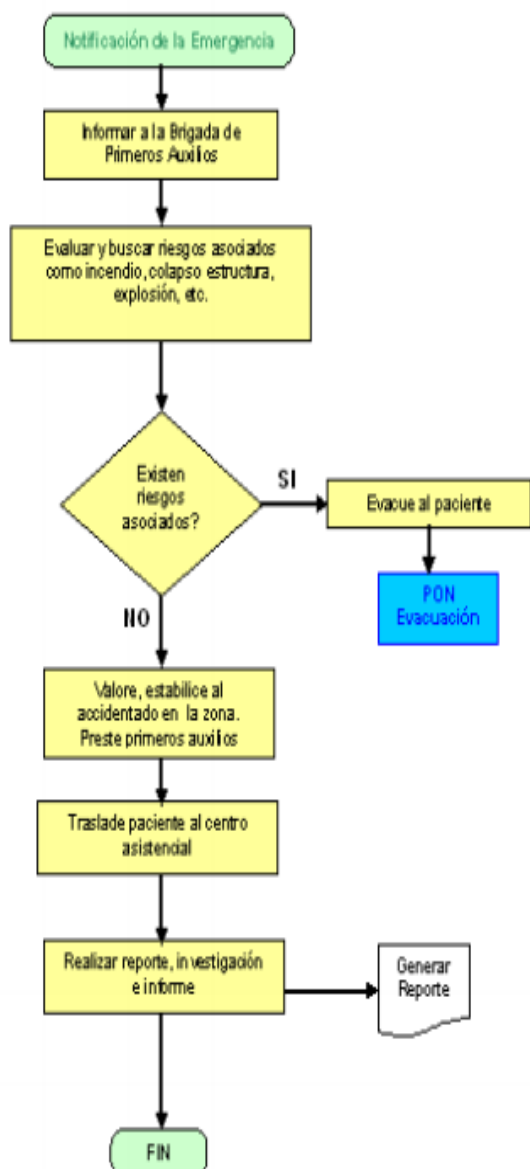 Notificación de la Emergencia
Informar a la Brigada de
Primeros Auxilios
Evaluar y buscar riesgos asociados
como incendio, colapso estructura,
explosión, etc.
Existen
riesgos
asociados?
SI
Evacue al paciente
PON
Evacuación
NO
Valore, estabilice al
accidentado en la zona.
Preste primeros auxilios
Traslade paciente al centro
asistencial
Realizar reporte, investigación
e informe
Generar
Reporte
FIN